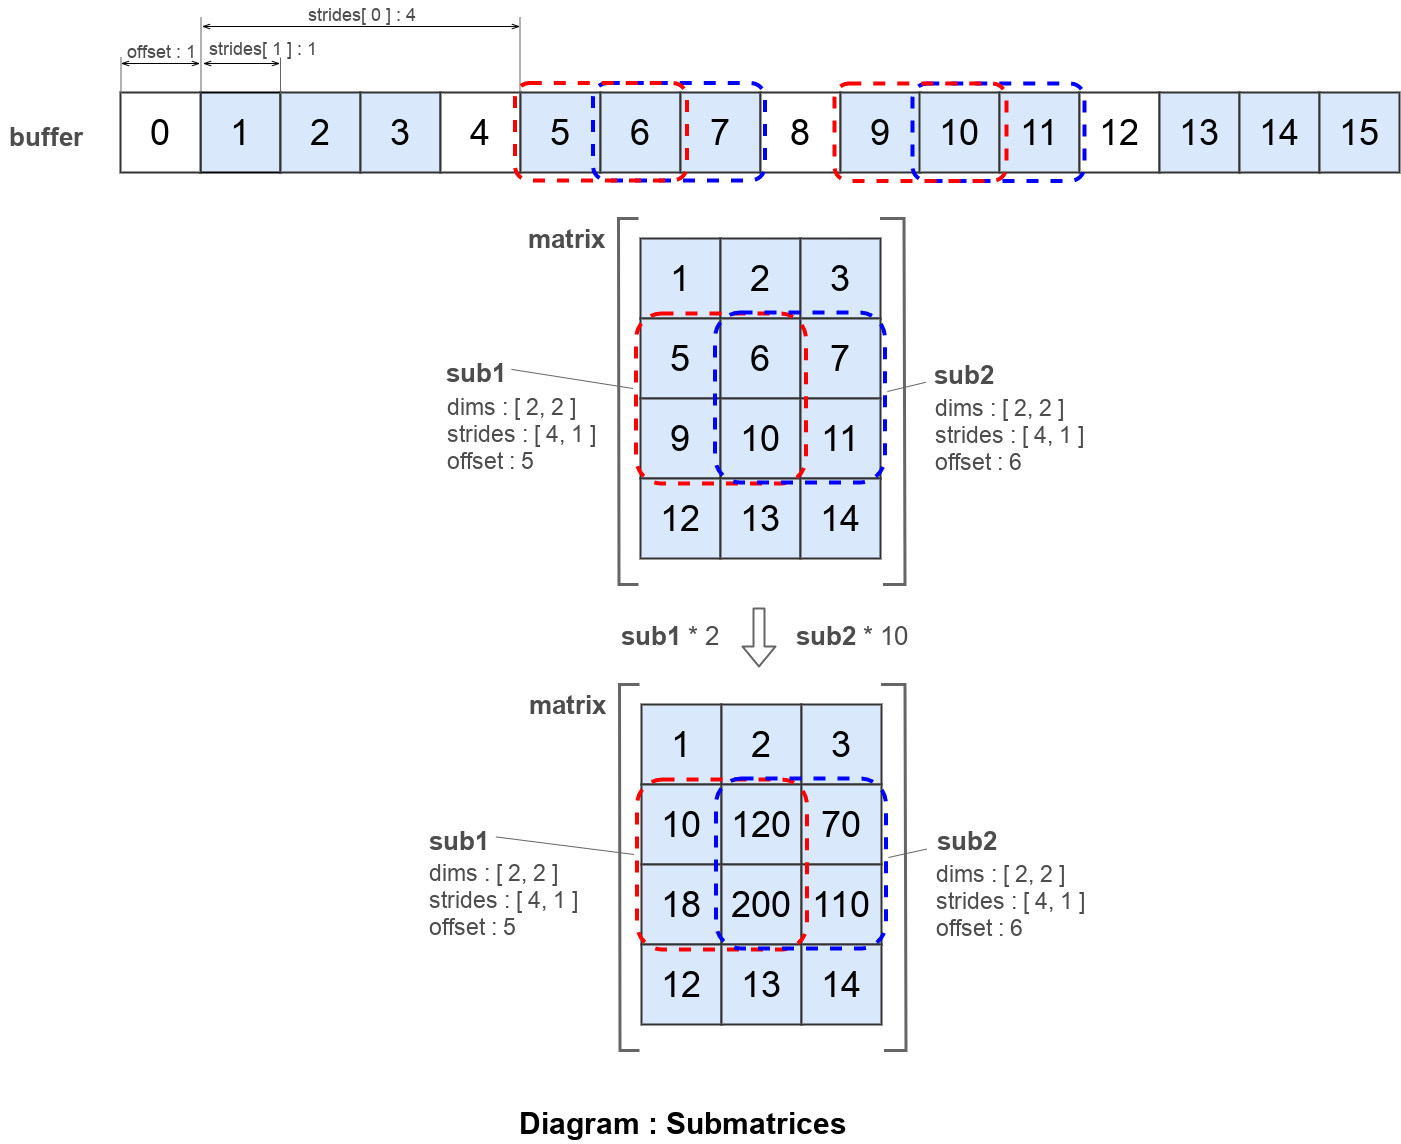 strides[ 0 ] : 4
offset : 1
strides[ 1 ] : 1
buffer
0 1 2 3 4 5 6 7 8 9 10 11 12 13 14 15
matrix
1 2 3
5 6 7
9 10 11
12 13 14
sub1
dims : [ 2, 2 ]
strides : [ 4, 1 ]
offset : 5
sub2
dims : [ 2, 2 ]
strides : [ 4, 1 ]
offset : 6
sub1 * 2
sub2 * 10
matrix
1 2 3
10 120 70
18 200 110
12 13 14
sub1
dims : [ 2, 2 ]
strides : [ 4, 1 ]
offset : 5
sub2
dims : [ 2, 2 ]
strides : [ 4, 1 ]
offset : 6
Diagram : Submatrices